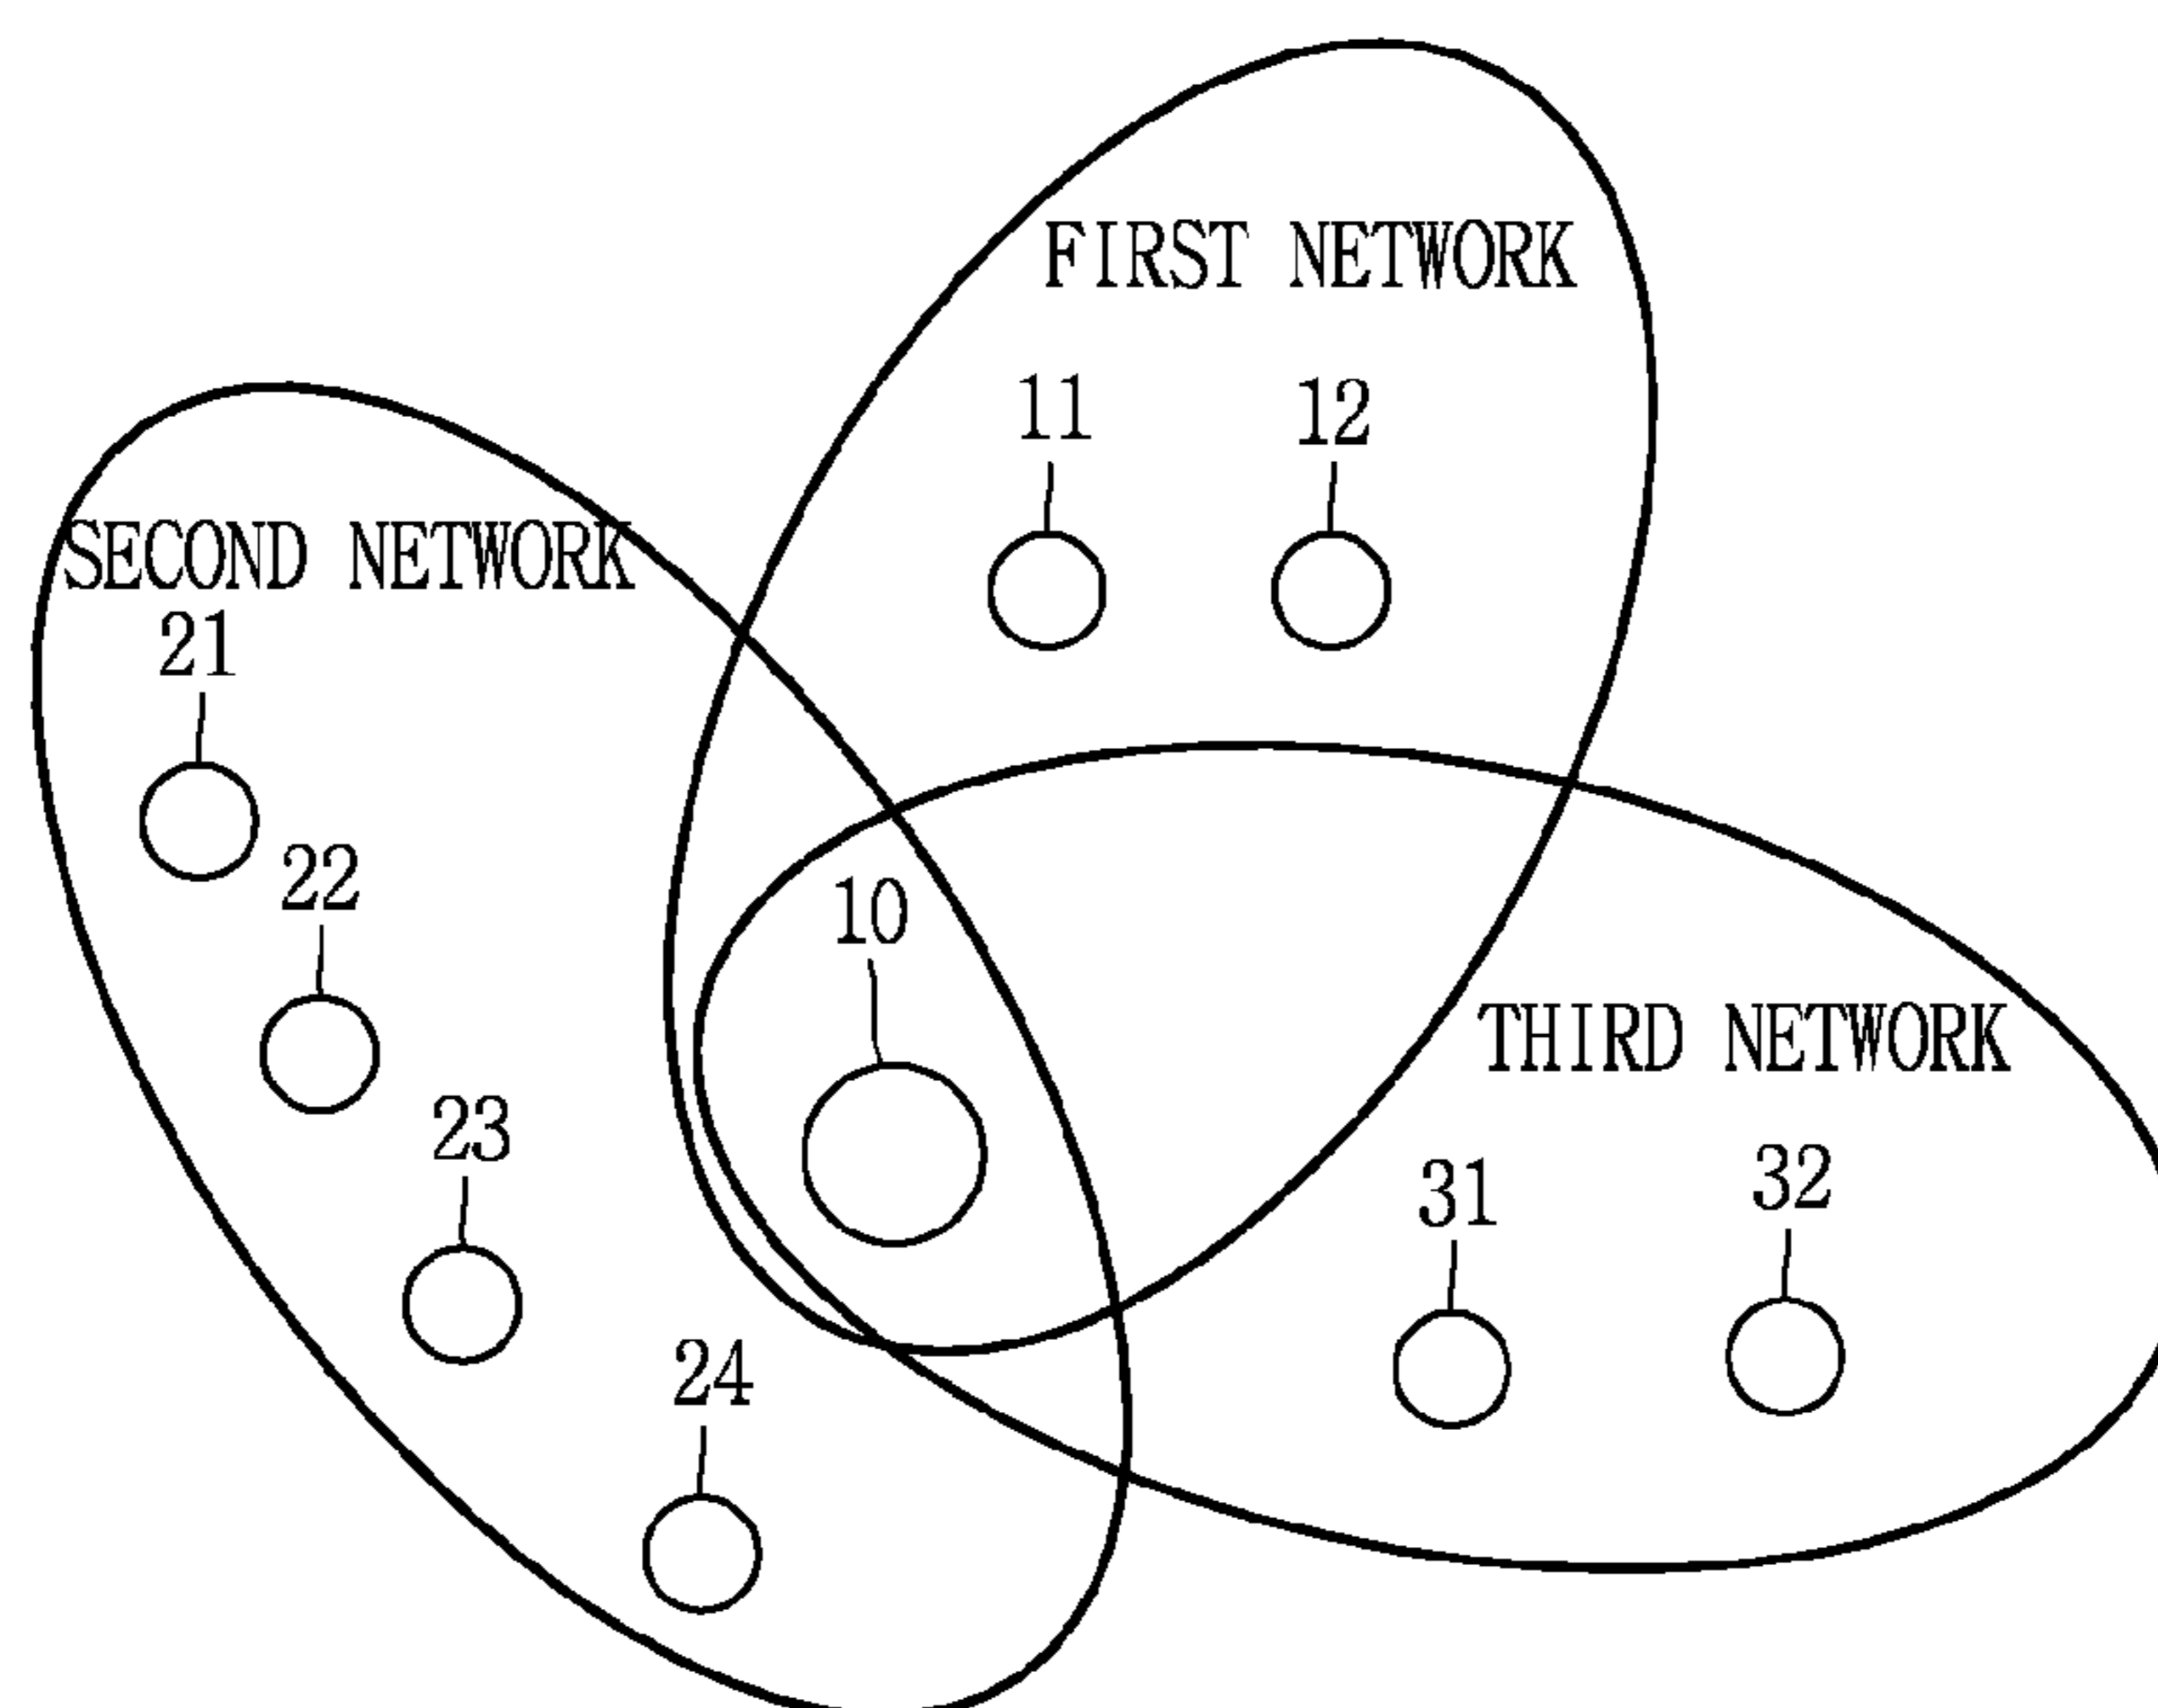 FIRST NETWORK
11 12
SECOND NETWORK
21
22
10
THIRD NETWORK
23
31 32
24